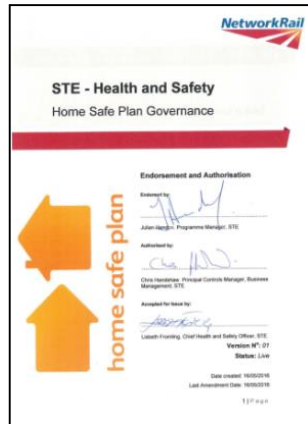 NetworkRail
STE - Health and Safety
Home Safe Plan Governance
home safe plan
Endorsement and Authorisation
Endorsed by:
Programme Manager, STE
Authorised by:
Chris Handshaw Principal Controls Manager, Business
Management, STE
Accepted for issue by:
Lisbeth Fromling, Chief Health and Safety Officer, STE
Version Nº: 01
Status: Live
Date created: 16/05/2016
Last Amendment Date: 16/05/2016
1 | Page